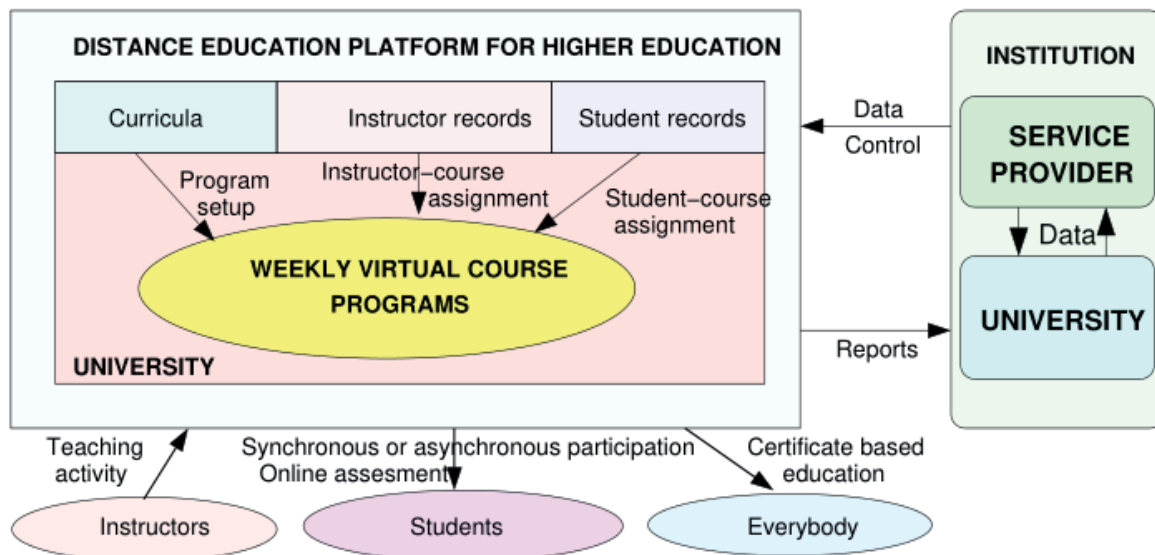 DISTANCE EDUCATION PLATFORM FOR HIGHER EDUCATION
Curricula
Instructor records
Student records
Program
setup
Instructor–course
assignment
Student–course
assignment
WEEKLY VIRTUAL COURSE
PROGRAMS
UNIVERSITY
Data
Control
Reports
INSTITUTION
SERVICE
PROVIDER
Data
UNIVERSITY
Teaching
activity
Synchronous or asynchronous participation
Online assesment
Certificate based
education
Instructors
Students
Everybody